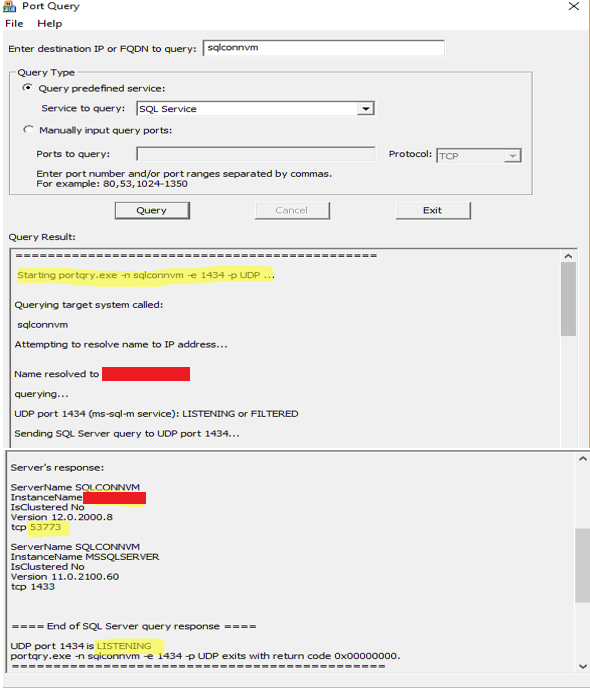 Port Query
File Help
Enter destination IP or FQDN to query: sqlconnvm
Query Type
Query predefined service:
Service to query: SQL Service
Manually input query ports:
Ports to query: Protocol: TCP
Enter port number and/or port ranges separated by commas.
For example: 80,53,1024-1350
Query Cancel Exit
Query Result:
=============================================
Starting portqry.exe -n sqlconnvm -e 1434 -p UDP ...
Querying target system called:
sqlconnvm
Attempting to resolve name to IP address...
Name resolved to
querying...
UDP port 1434 (ms-sql-m service): LISTENING or FILTERED
Sending SQL Server query to UDP port 1434...
Server's response:
ServerName SQLCONNVM
InstanceName
IsClustered No
Version 12.0.2000.8
tcp 53773
ServerName SQLCONNVM
InstanceName MSSQLSERVER
IsClustered No
Version 11.0.2100.60
tcp 1433
==== End of SQL Server query response ====
UDP port 1434 is LISTENING
portqry.exe -n sqlconnvm -e 1434 -p UDP exits with return code 0x00000000.
=============================================